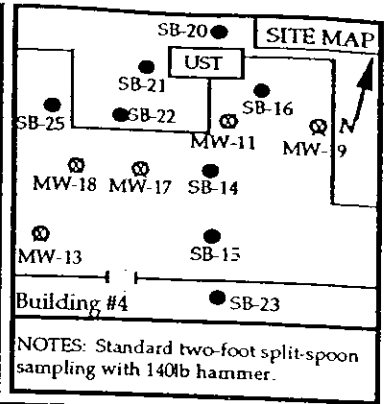 SB-20
SITE MAP
UST
SB-21
SB-16
SB-25
SB-22
MW-11
MW-9
N
MW-18
MW-17
SB-14
MW-13
SB-15
Building #4
SB-23
NOTES: Standard two-foot split-spoon
sampling with 140lb hammer.